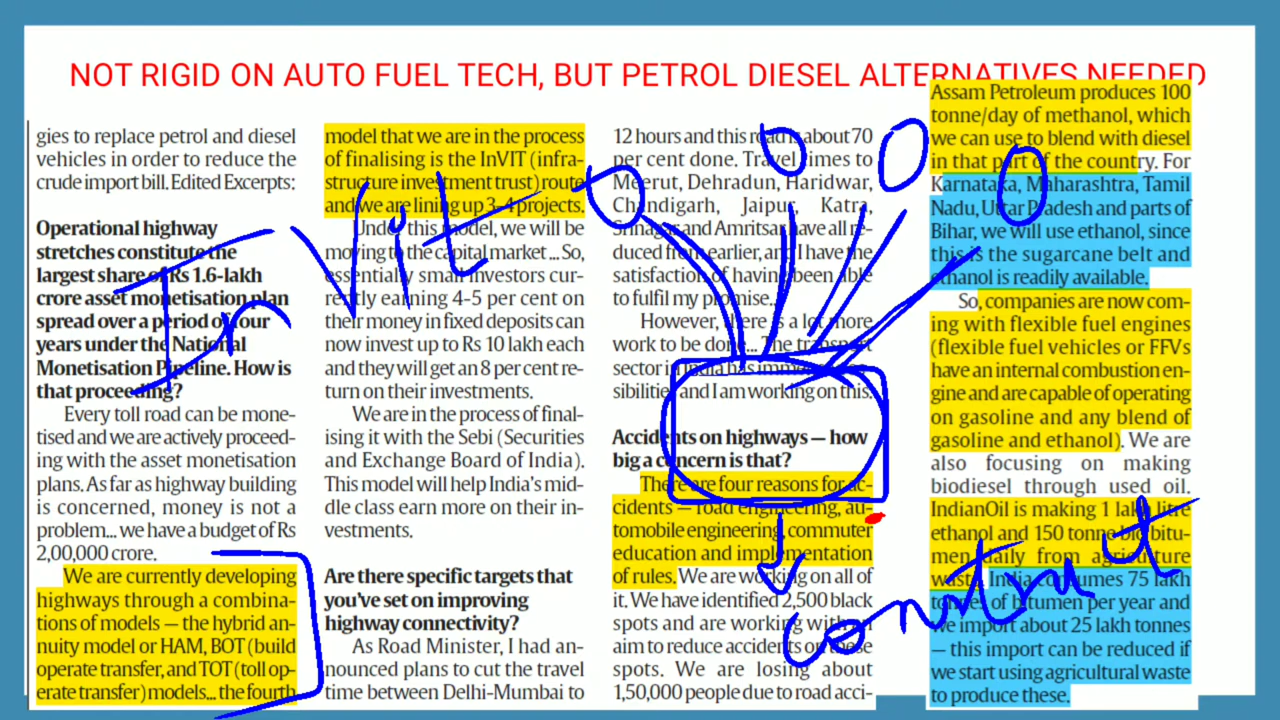 NOT RIGID ON AUTO FUEL TECH, BUT PETROL DIESEL ALTERNATIVES NEEDED
gies to replace petrol and diesel
vehicles in order to reduce the
crude import bill. Edited Excerpts:
Operational highway
stretches constitute the
largest share of Rs 1.6-lakh
crore asset monetisation plan
spread over a period of four
years under the National
Monetisation Pipeline. How is
that proceeding?
Every toll road can be mone-
tised and we are actively proceed-
ing with the asset monetisation
plans. As far as highway building
is concerned, money is not a
problem... we have a budget of Rs
2,00,000 crore.
We are currently developing
highways through a combina-
tions of models — the hybrid an-
nuity model or HAM, BOT (build
operate transfer, and TOT (toll op-
erate transfer) models... the fourth
model that we are in the process
of finalising is the InVIT (infra-
structure investment trust) route
and we are lining up 3-4 projects.
Under this model, we will be
moving to the capital market ... So,
essentially small investors cur-
rently earning 4-5 per cent on
their money in fixed deposits can
now invest up to Rs 10 lakh each
and they will get an 8 per cent re-
turn on their investments.
We are in the process of final-
ising it with the Sebi (Securities
and Exchange Board of India).
This model will help India's mid-
dle class earn more on their in-
vestments.
Are there specific targets that
you've set on improving
highway connectivity?
As Road Minister, I had an-
nounced plans to cut the travel
time between Delhi-Mumbai to
12 hours and this road is about 70
per cent done. Travel times to
Meerut, Dehradun, Haridwar,
Chandigarh, Jaipur, Katra,
Srinagar and Amritsar have all re-
duced from earlier, and I have the
satisfaction of having been able
to fulfil my promise.
However, there is a lot more
work to be done... The transport
sector in India has immense pos-
sibilities and I am working on this.
Accidents on highways — how
big a concern is that?
There are four reasons for ac-
cidents — road engineering, au-
tomobile engineering, commuter
education and implementation
of rules. We are working on all of
it. We have identified 2,500 black
spots and are working with an
aim to reduce accidents on these
spots. We are losing about
1,50,000 people due to road acci-
Assam Petroleum produces 100
tonne/day of methanol, which
we can use to blend with diesel
in that part of the country. For
Karnataka, Maharashtra, Tamil
Nadu, Uttar Pradesh and parts of
Bihar, we will use ethanol, since
this is the sugarcane belt and
ethanol is readily available.
So, companies are now com-
ing with flexible fuel engines
(flexible fuel vehicles or FFVs
have an internal combustion en-
gine and are capable of operating
on gasoline and any blend of
gasoline and ethanol). We are
also focusing on making
biodiesel through used oil.
IndianOil is making 1 lakh litre
ethanol and 150 tonne bio bitu-
men daily from agriculture
waste. India consumes 75 lakh
tonnes of bitumen per year and
we import about 25 lakh tonnes
— this import can be reduced if
we start using agricultural waste
to produce these.
InVit